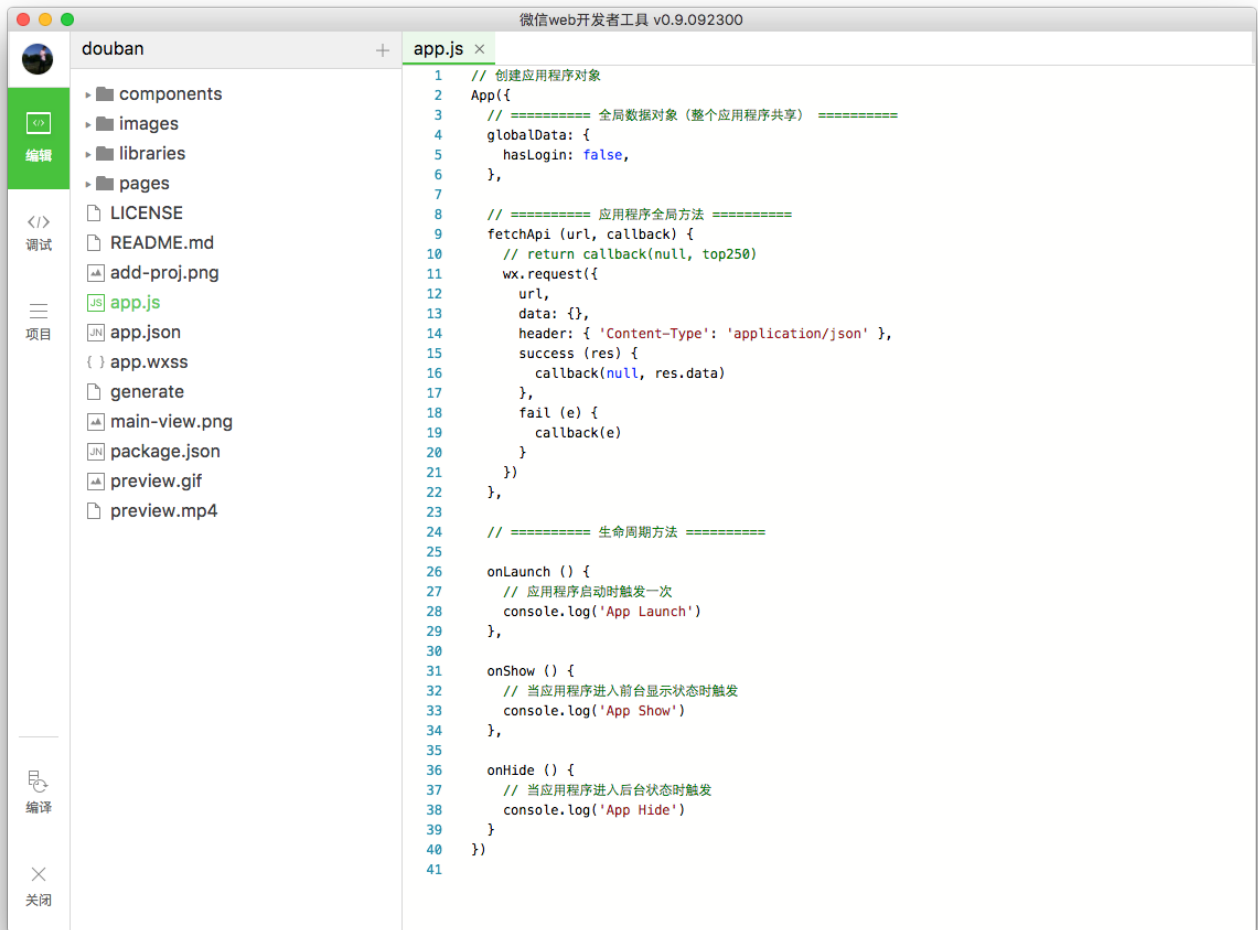 微信web开发者工具 v0.9.092300
编辑
调试
项目
编译
关闭
douban
components
images
libraries
pages
LICENSE
README.md
add-proj.png
JS app.js
JN app.json
{ } app.wxss
generate
main-view.png
JN package.json
preview.gif
preview.mp4
app.js ×
1 // 创建应用程序对象
2 App({
3 // ========== 全局数据对象（整个应用程序共享） ==========
4 globalData: {
5 hasLogin: false,
6 },
7
8 // ========== 应用程序全局方法 ==========
9 fetchApi (url, callback) {
10 // return callback(null, top250)
11 wx.request({
12 url,
13 data: {},
14 header: { 'Content-Type': 'application/json' },
15 success (res) {
16 callback(null, res.data)
17 },
18 fail (e) {
19 callback(e)
20 }
21 })
22 },
23
24 // ========== 生命周期方法 ==========
25
26 onLaunch () {
27 // 应用程序启动时触发一次
28 console.log('App Launch')
29 },
30
31 onShow () {
32 // 当应用程序进入前台显示状态时触发
33 console.log('App Show')
34 },
35
36 onHide () {
37 // 当应用程序进入后台状态时触发
38 console.log('App Hide')
39 }
40 })
41